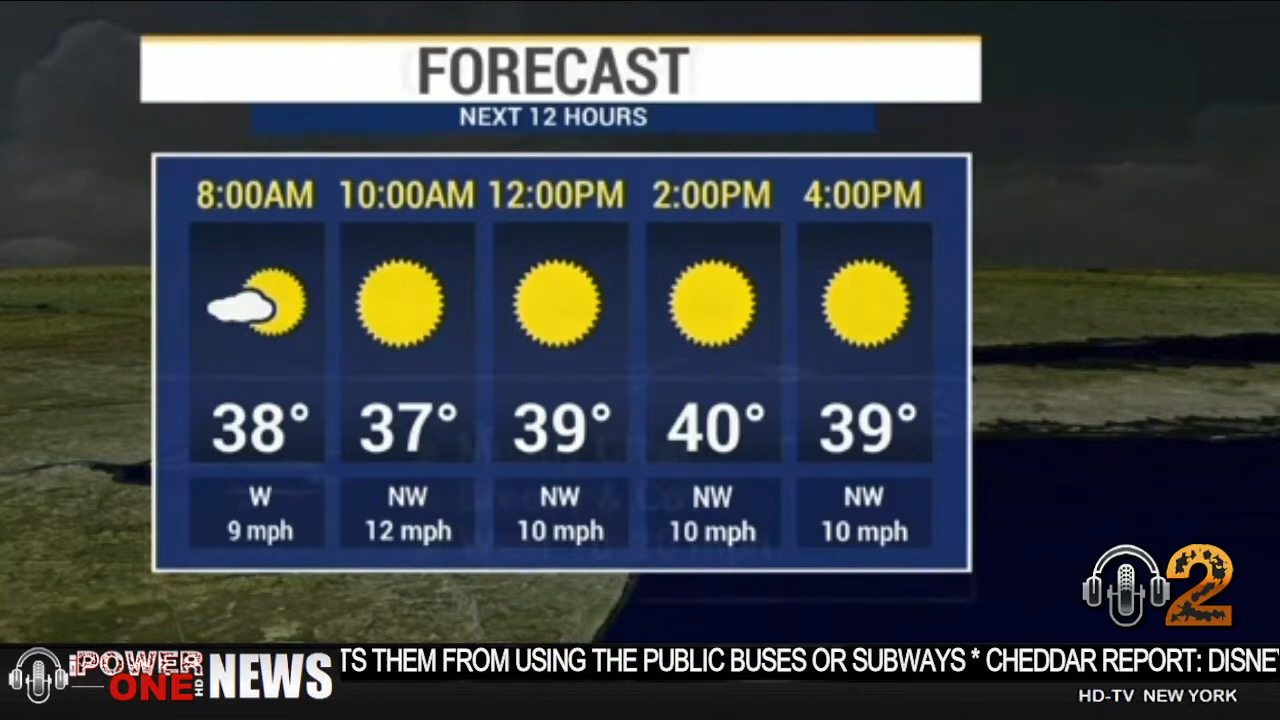 FORECAST
NEXT 12 HOURS
8:00AM 10:00AM 12:00PM 2:00PM 4:00PM
38° 37° 39° 40° 39°
W NW NW NW NW
9 mph 12 mph 10 mph 10 mph 10 mph
2
iPOWER
ONE HD NEWS
TS THEM FROM USING THE PUBLIC BUSES OR SUBWAYS * CHEDDAR REPORT: DISNE
HD-TV NEW YORK